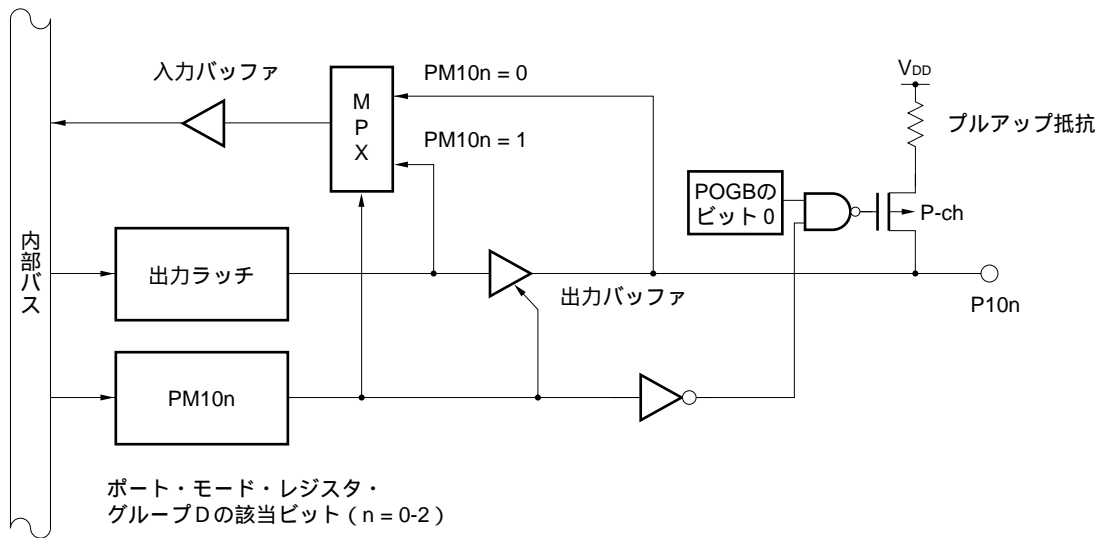 入力バッファ
MPX
PM10n = 0
PM10n = 1
VDD
プルアップ抵抗
POGBの
ビット 0
P-ch
内部バス
出力ラッチ
出力バッファ
P10n
PM10n
ポート・モード・レジスタ・
グループDの該当ビット（n = 0-2）